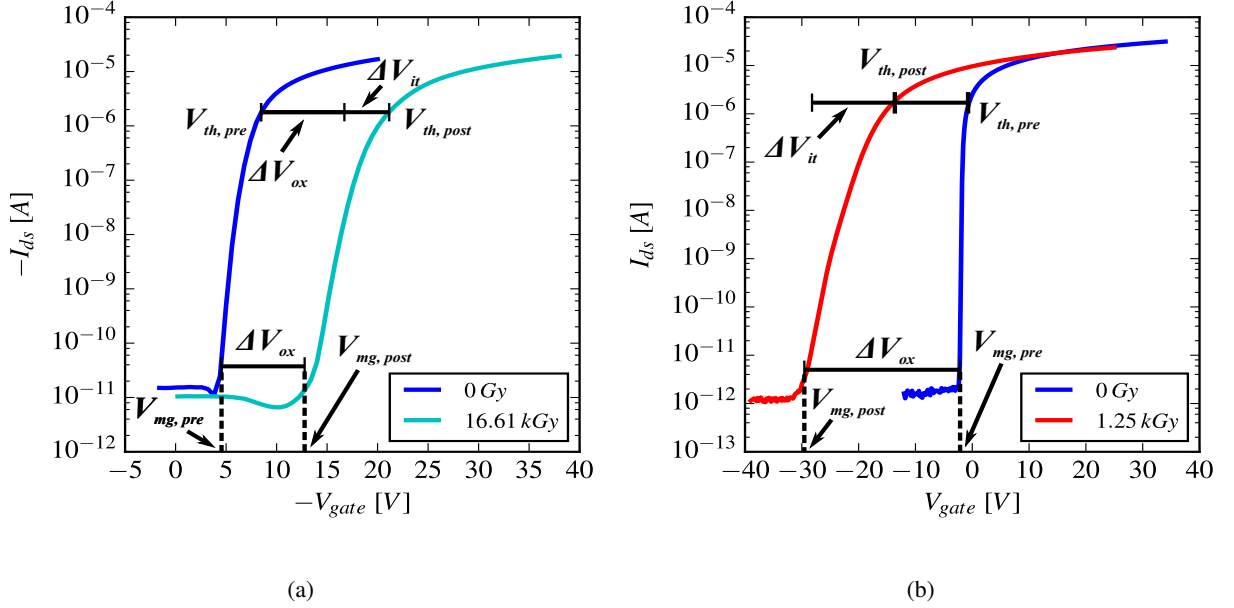 (a)
10⁻⁴
10⁻⁵
10⁻⁶
10⁻⁷
10⁻⁸
10⁻⁹
10⁻¹⁰
10⁻¹¹
10⁻¹²
−I_ds [A]
−5 0 5 10 15 20 25 30 35 40
−V_gate [V]
ΔV_it
V_th, pre
V_th, post
ΔV_ox
ΔV_ox
V_mg, post
V_mg, pre
0 Gy
16.61 kGy
(b)
10⁻⁴
10⁻⁵
10⁻⁶
10⁻⁷
10⁻⁸
10⁻⁹
10⁻¹⁰
10⁻¹¹
10⁻¹²
10⁻¹³
I_ds [A]
−40 −30 −20 −10 0 10 20 30 40
V_gate [V]
V_th, post
V_th, pre
ΔV_it
ΔV_ox
V_mg, pre
V_mg, post
0 Gy
1.25 kGy
(a)
(b)